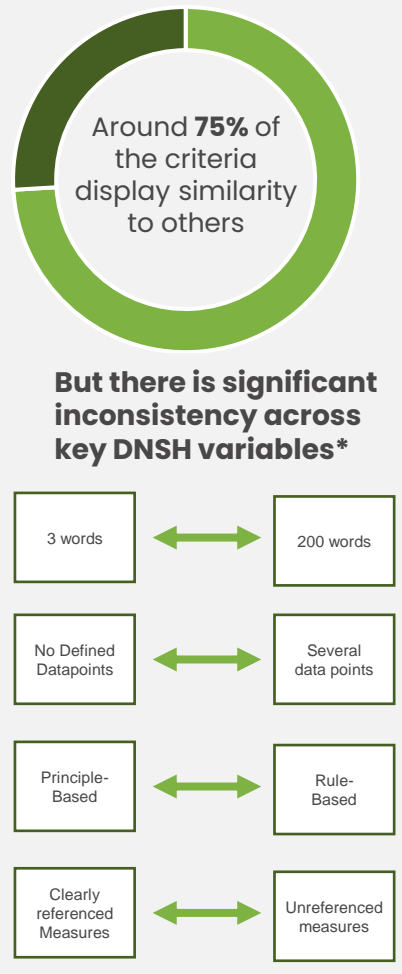 Around 75% of
the criteria
display similarity
to others
But there is significant
inconsistency across
key DNSH variables*
3 words
200 words
No Defined
Datapoints
Several
data points
Principle-
Based
Rule-
Based
Clearly
referenced
Measures
Unreferenced
measures